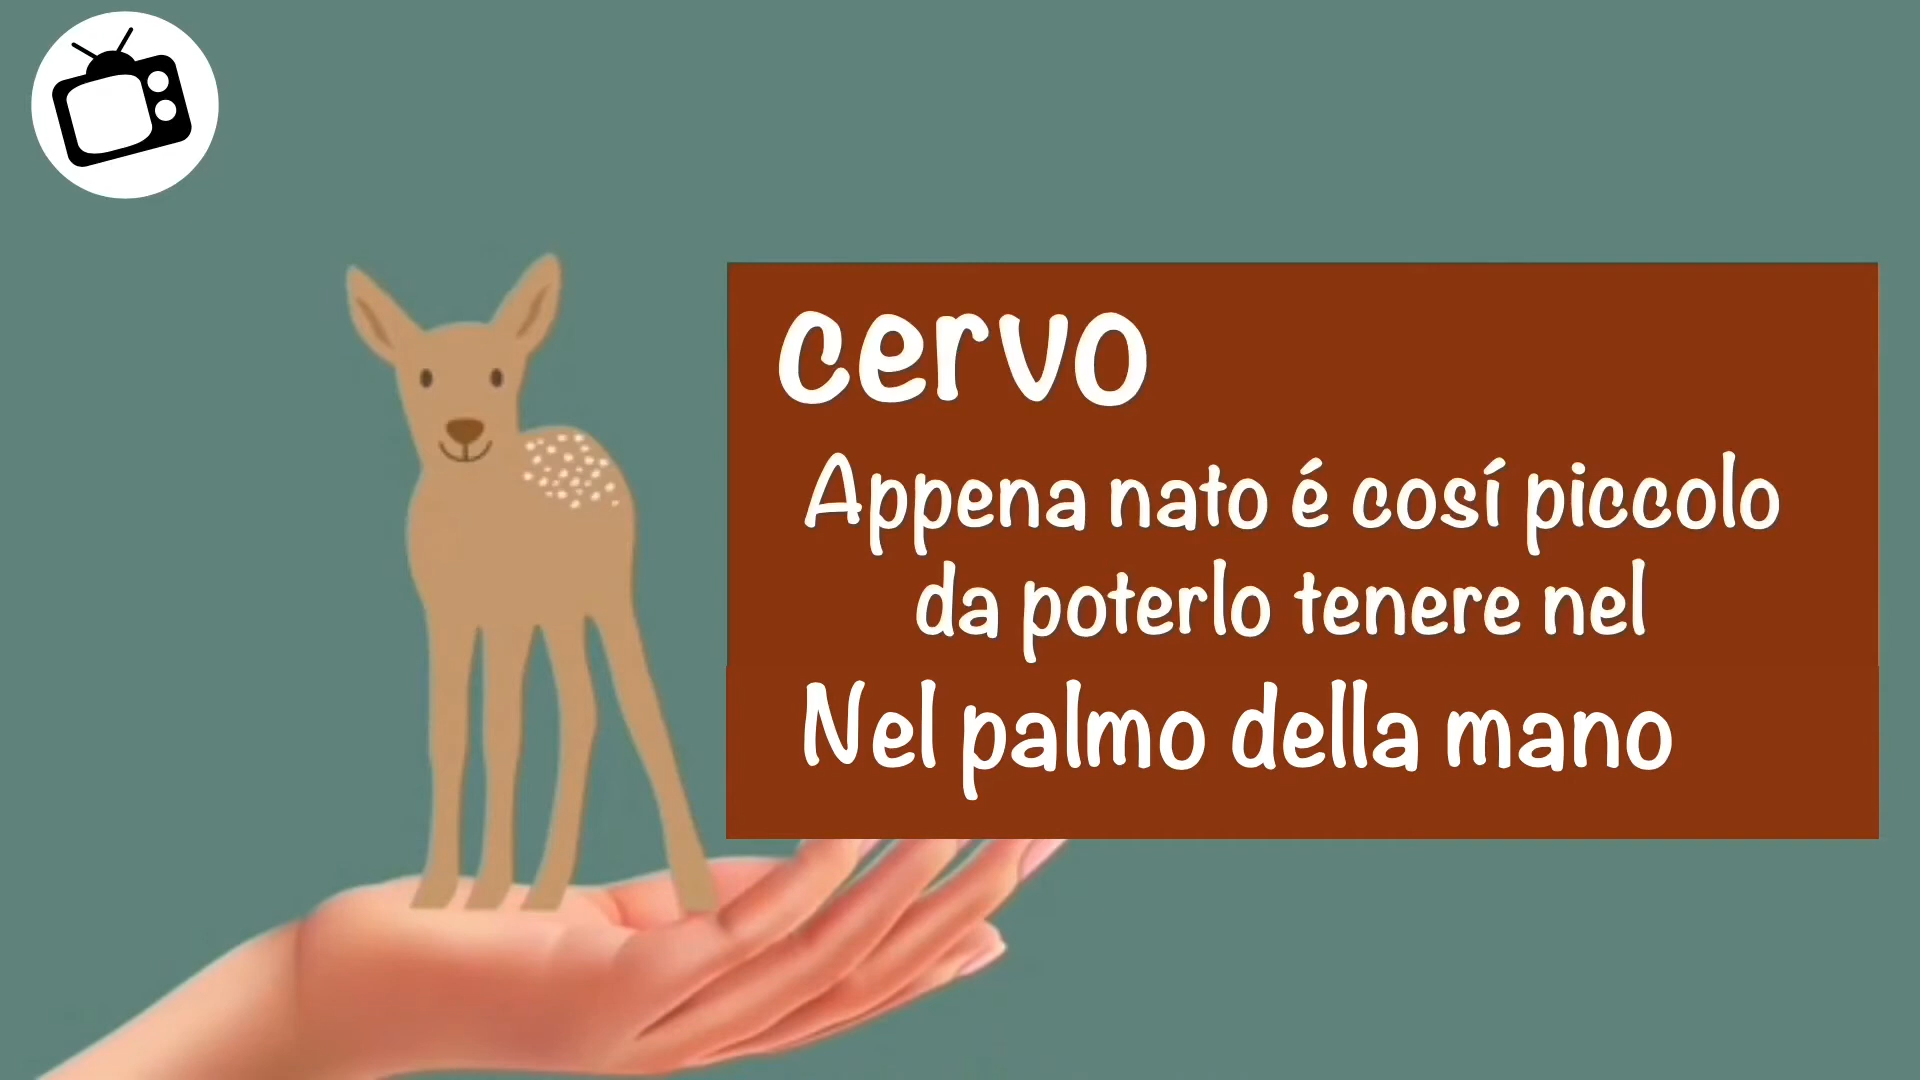 cervo
Appena nato é cosí piccolo
da poterlo tenere nel
Nel palmo della mano